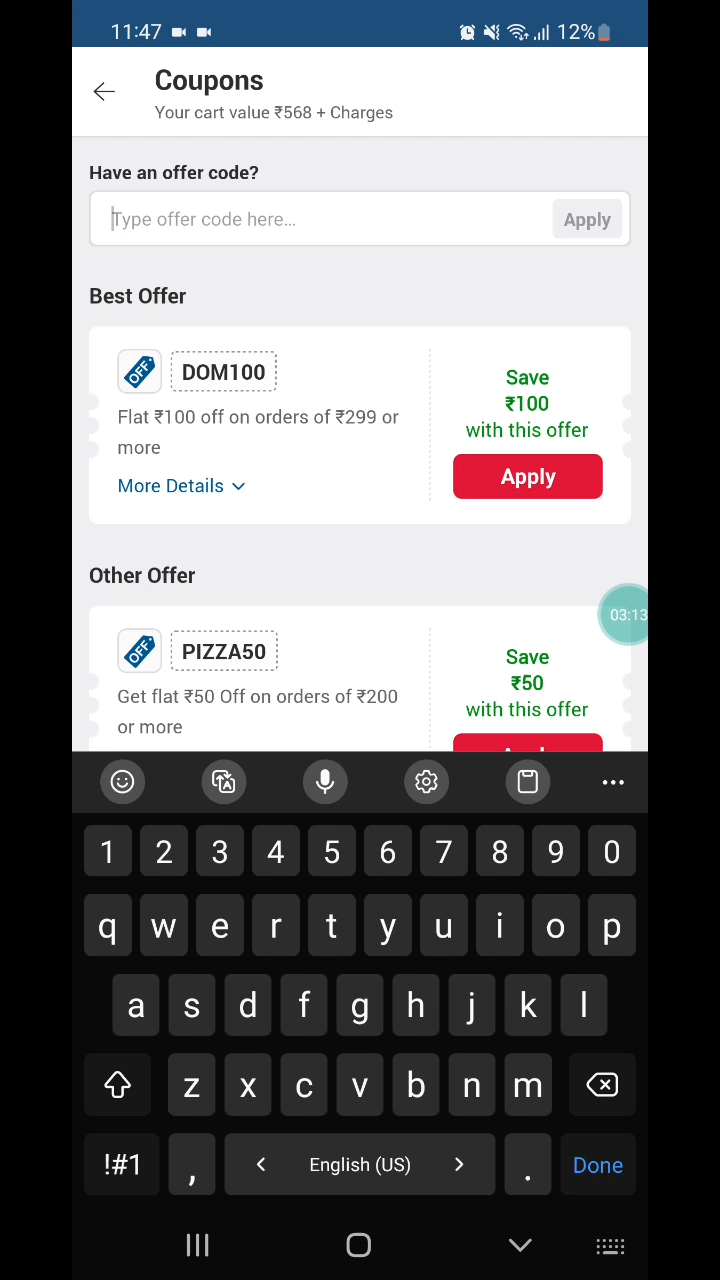 11:47
12%
Coupons
Your cart value ₹568 + Charges
Have an offer code?
Type offer code here...
Apply
Best Offer
OFF
DOM100
Flat ₹100 off on orders of ₹299 or
more
More Details
Save
₹100
with this offer
Apply
Other Offer
03:13
OFF
PIZZA50
Get flat ₹50 Off on orders of ₹200
or more
Save
₹50
with this offer
1 2 3 4 5 6 7 8 9 0
q w e r t y u i o p
a s d f g h j k l
z x c v b n m
!#1 , < English (US) > . Done